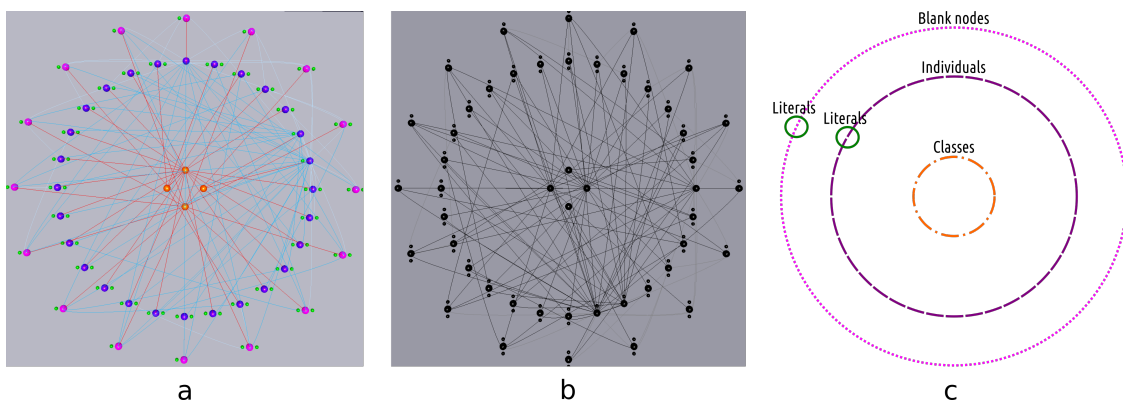 Blank nodes
Individuals
Literals
Literals
Classes
a
b
c